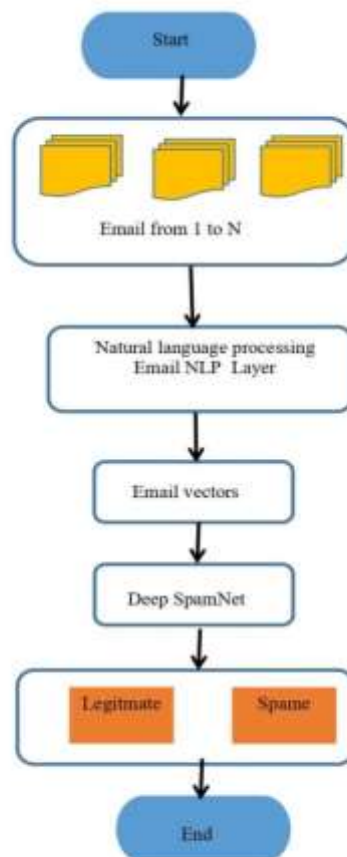 Start
Email from 1 to N
Natural language processing
Email NLP Layer
Email vectors
Deep SpamNet
Legitmate
Spame
End